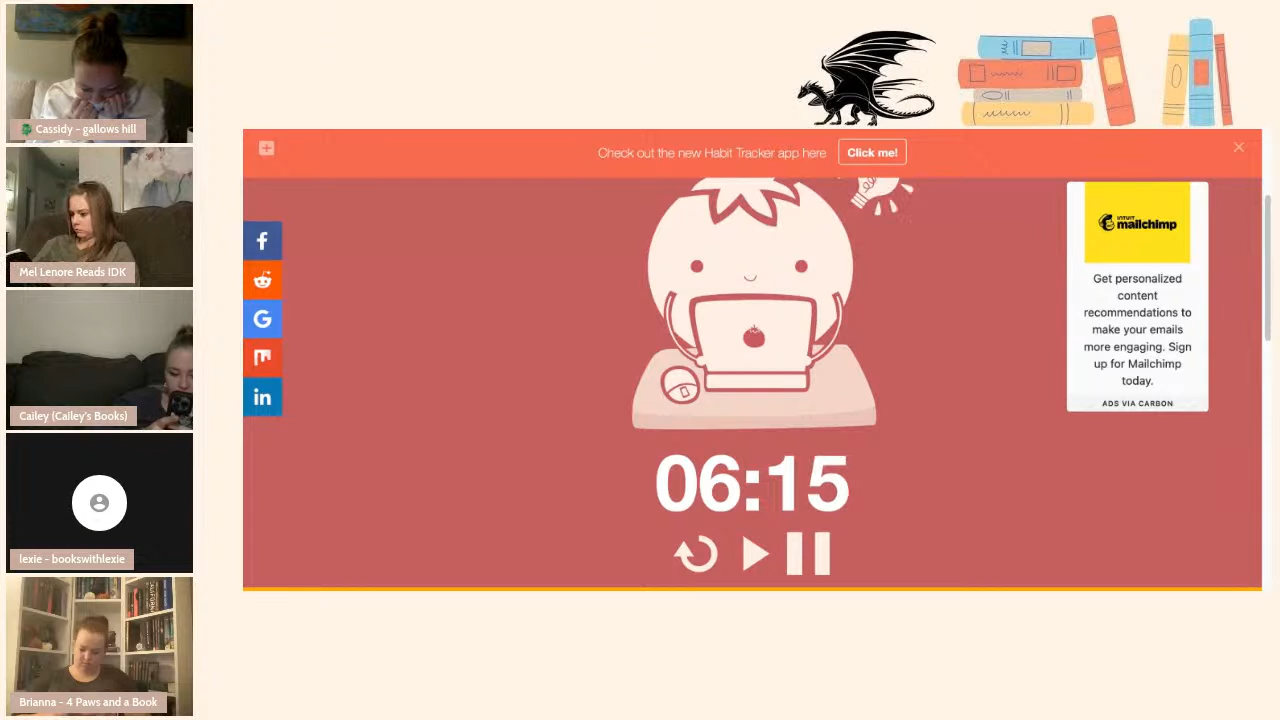 Cassidy - gallows hill
Mel Lenore Reads IDK
Cailey (Cailey's Books)
lexie - bookswithlexie
Brianna - 4 Paws and a Book
Check out the new Habit Tracker app here
Click me!
f
G
in
06:15
INTUIT
mailchimp
Get personalized
content
recommendations to
make your emails
more engaging. Sign
up for Mailchimp
today.
ADS VIA CARBON